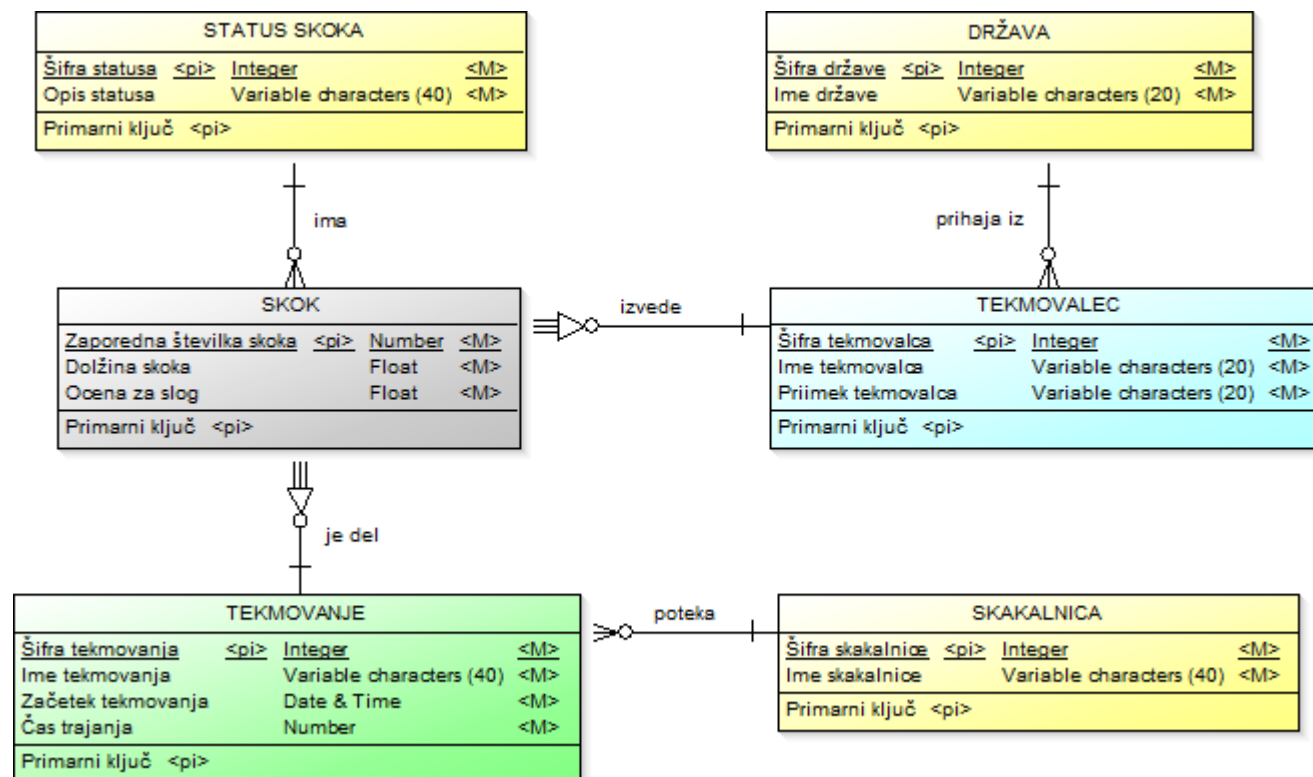 STATUS SKOKA
Šifra statusa <pi> Integer <M>
Opis statusa Variable characters (40) <M>
Primarni ključ <pi>
DRŽAVA
Šifra države <pi> Integer <M>
Ime države Variable characters (20) <M>
Primarni ključ <pi>
ima
prihaja iz
SKOK
Zaporedna številka skoka <pi> Number <M>
Dolžina skoka Float <M>
Ocena za slog Float <M>
Primarni ključ <pi>
izvede
TEKMOVALEC
Šifra tekmovalca <pi> Integer <M>
Ime tekmovalca Variable characters (20) <M>
Priimek tekmovalca Variable characters (20) <M>
Primarni ključ <pi>
je del
TEKMOVANJE
Šifra tekmovanja <pi> Integer <M>
Ime tekmovanja Variable characters (40) <M>
Začetek tekmovanja Date & Time <M>
Čas trajanja Number <M>
Primarni ključ <pi>
poteka
SKAKALNICA
Šifra skakalnice <pi> Integer <M>
Ime skakalnice Variable characters (40) <M>
Primarni ključ <pi>